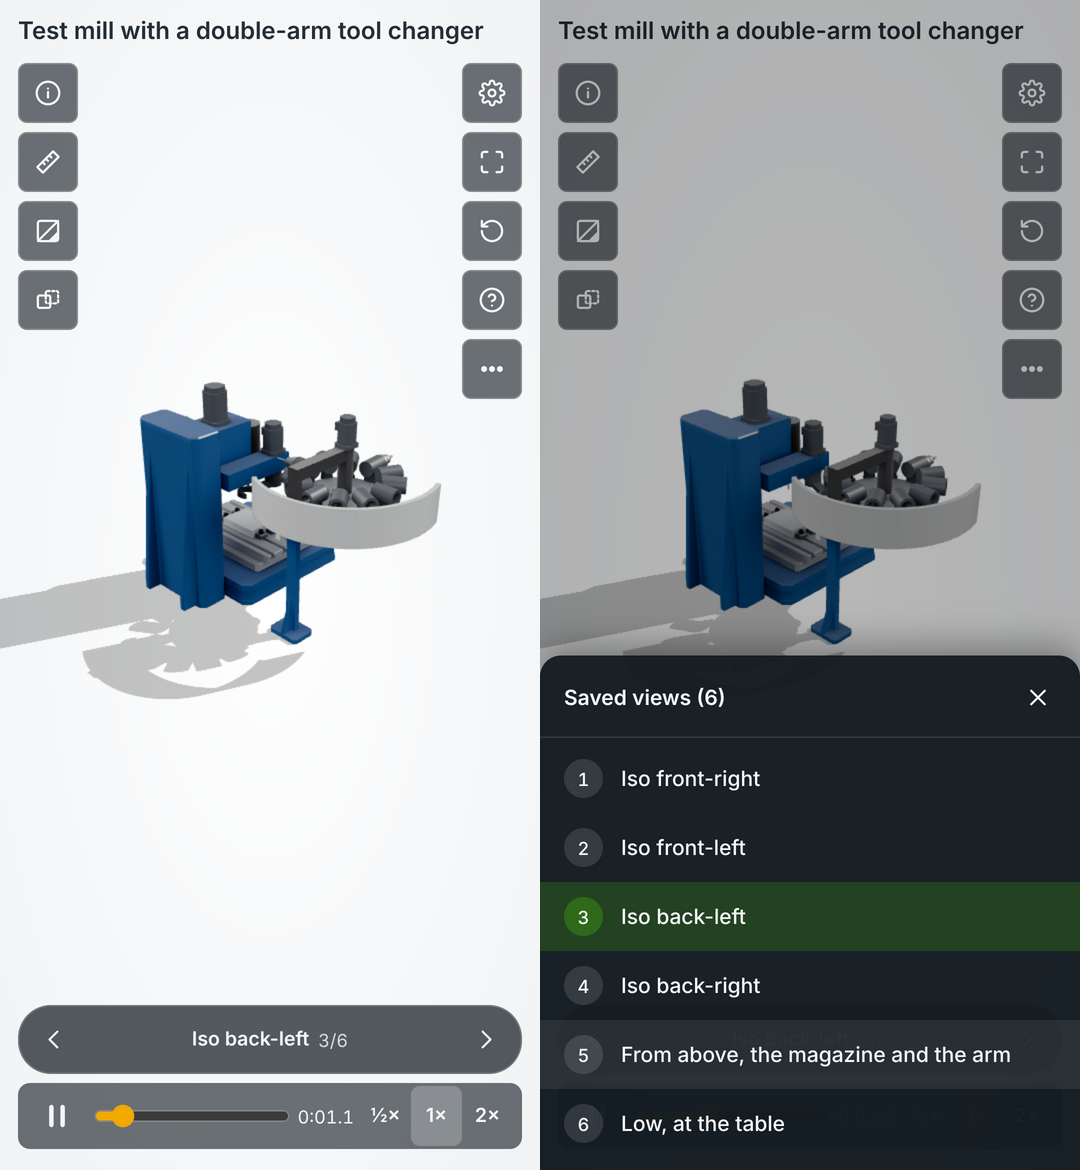 Test mill with a double-arm tool changer
Iso back-left 3/6
0:01.1 ½× 1× 2×
Test mill with a double-arm tool changer
Saved views (6)
1 Iso front-right
2 Iso front-left
3 Iso back-left
4 Iso back-right
5 From above, the magazine and the arm
6 Low, at the table